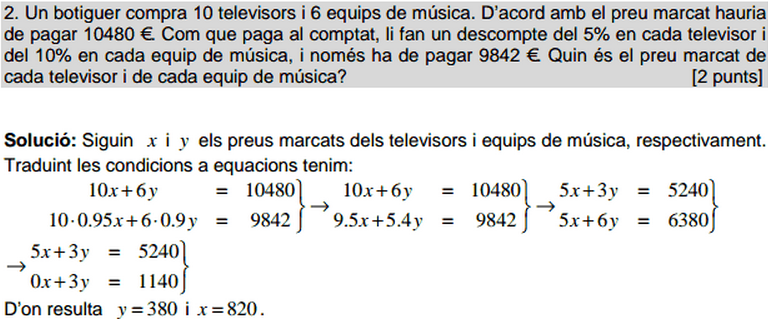 2. Un botiguer compra 10 televisors i 6 equips de música. D'acord amb el preu marcat hauria
de pagar 10480 €. Com que paga al comptat, li fan un descompte del 5% en cada televisor i
del 10% en cada equip de música, i només ha de pagar 9842 €. Quin és el preu marcat de
cada televisor i de cada equip de música? [2 punts]
Solució: Siguin x i y els preus marcats dels televisors i equips de música, respectivament.
Traduint les condicions a equacions tenim:
10x+6y = 10480} 10x+6y = 10480} 5x+3y = 5240}
10·0.95x+6·0.9y = 9842 → 9.5x+5.4y = 9842 → 5x+6y = 6380
→ 5x+3y = 5240}
0x+3y = 1140
D'on resulta y=380 i x=820.